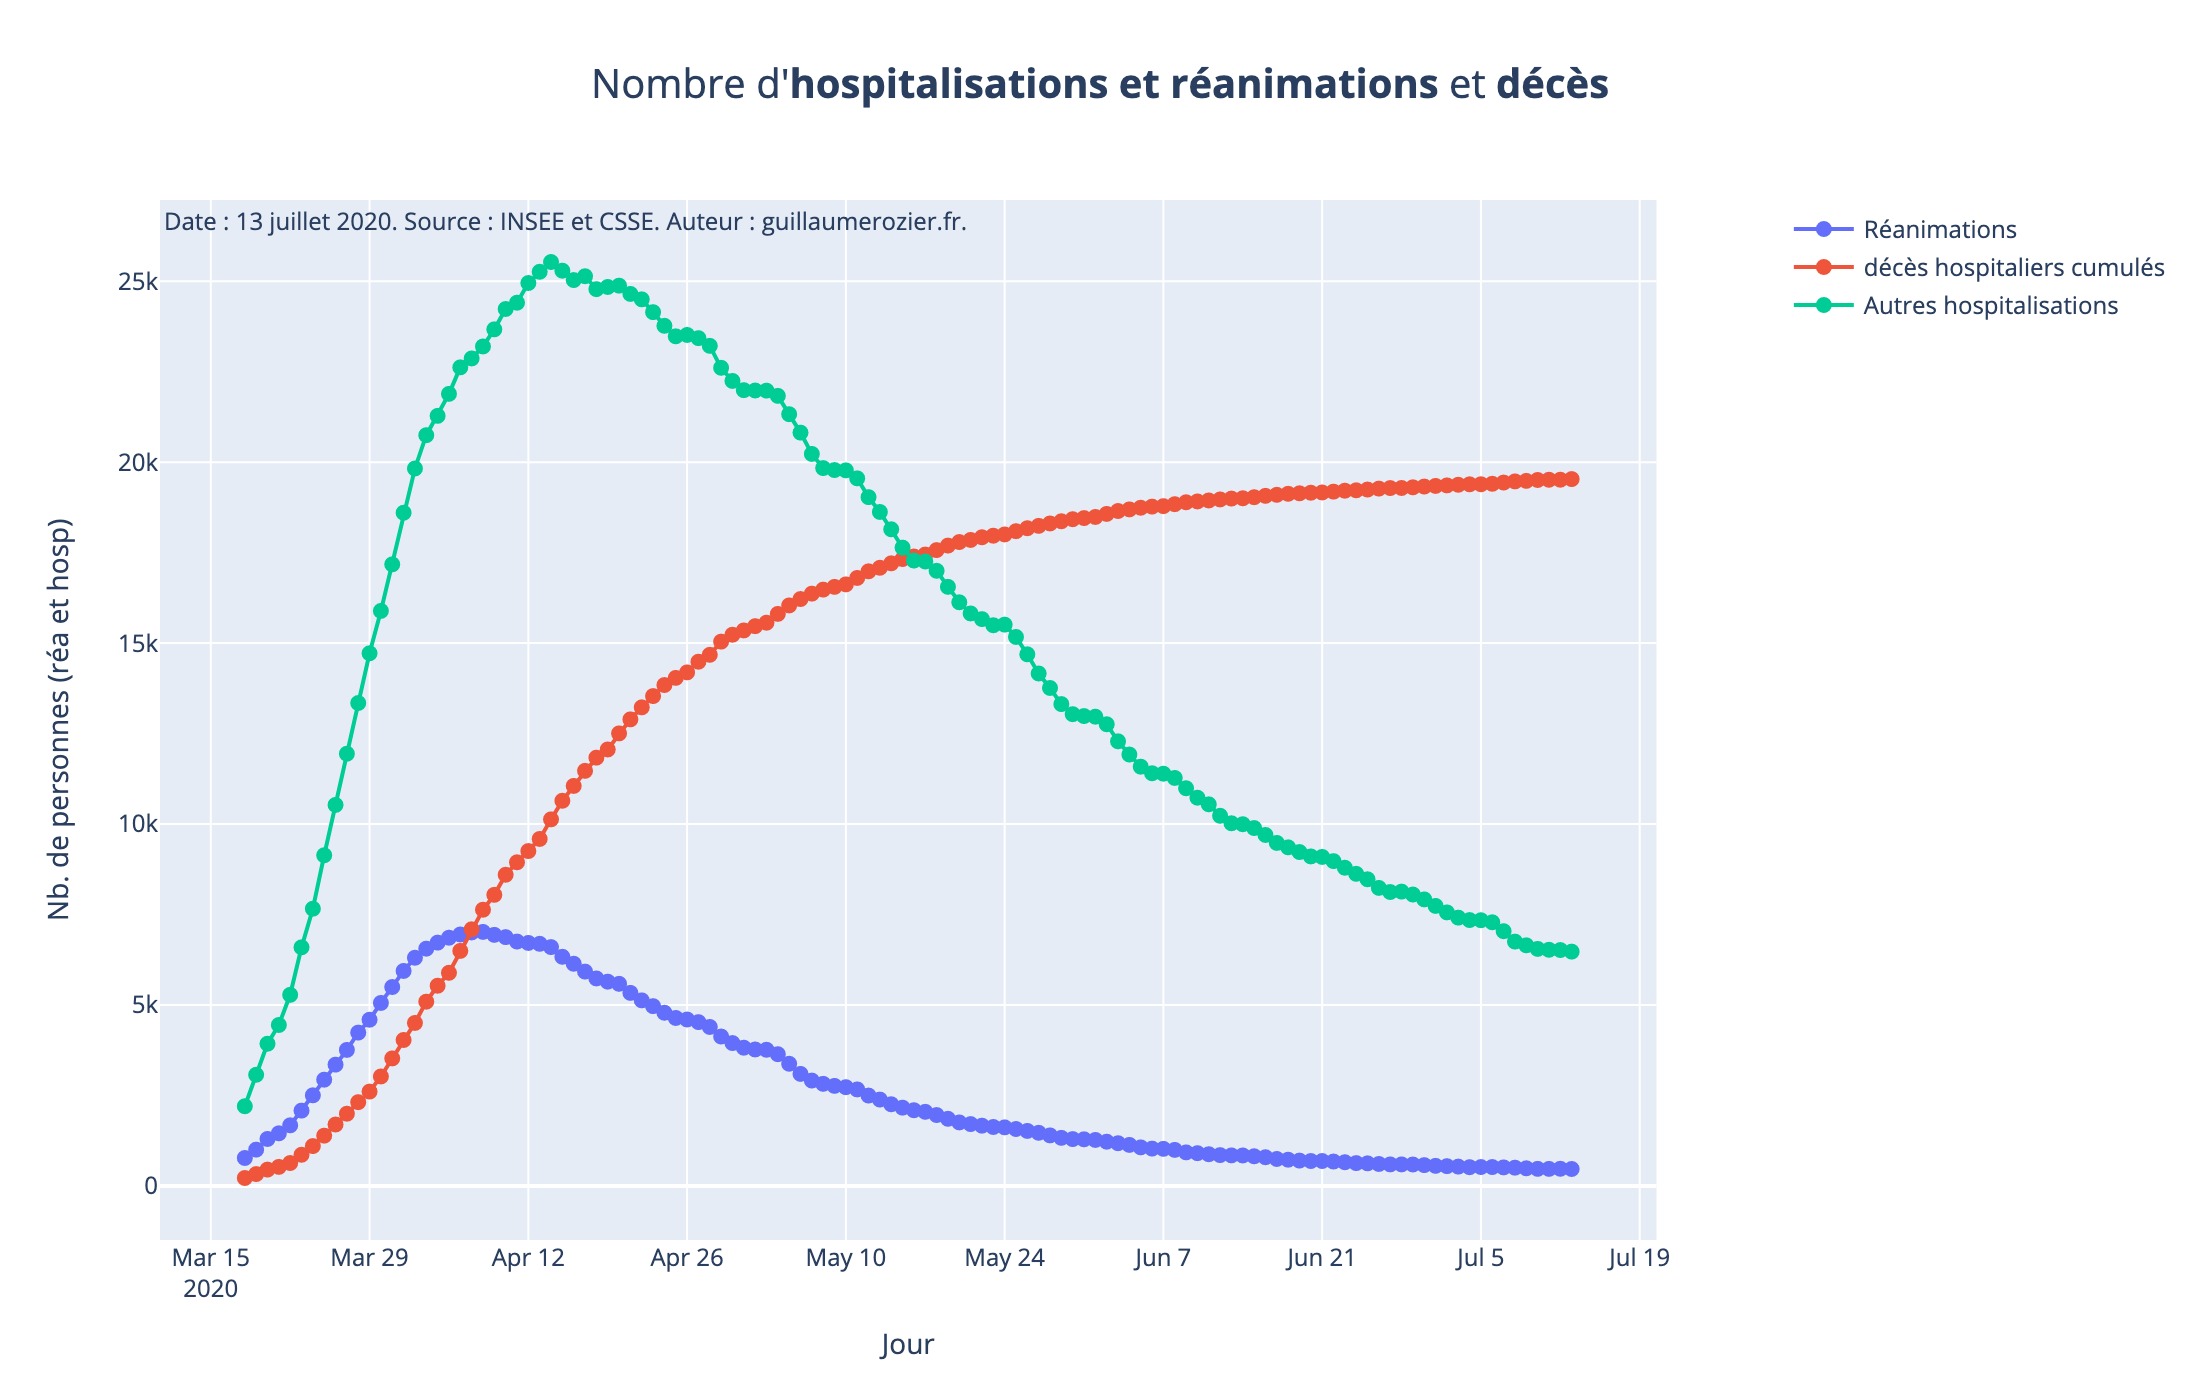 Nombre d'hospitalisations et réanimations et décès
Date : 13 juillet 2020. Source : INSEE et CSSE. Auteur : guillaumerozier.fr.
Réanimations
décès hospitaliers cumulés
Autres hospitalisations
Nb. de personnes (réa et hosp)
25k
20k
15k
10k
5k
0
Mar 15
2020
Mar 29
Apr 12
Apr 26
May 10
May 24
Jun 7
Jun 21
Jul 5
Jul 19
Jour